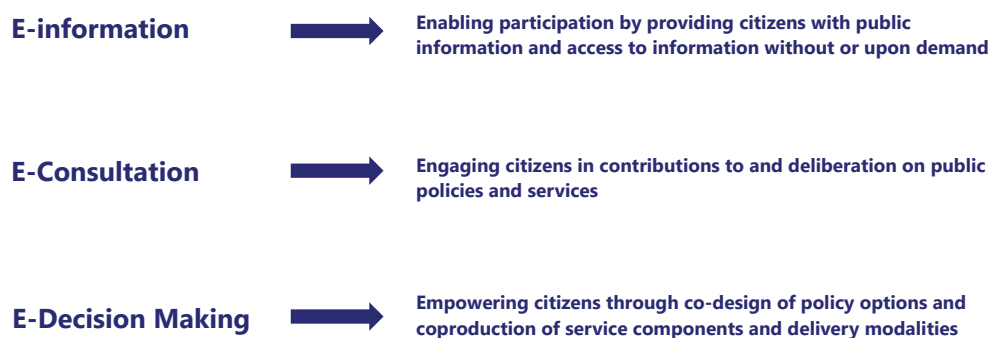 E-information
Enabling participation by providing citizens with public
information and access to information without or upon demand
E-Consultation
Engaging citizens in contributions to and deliberation on public
policies and services
E-Decision Making
Empowering citizens through co-design of policy options and
coproduction of service components and delivery modalities